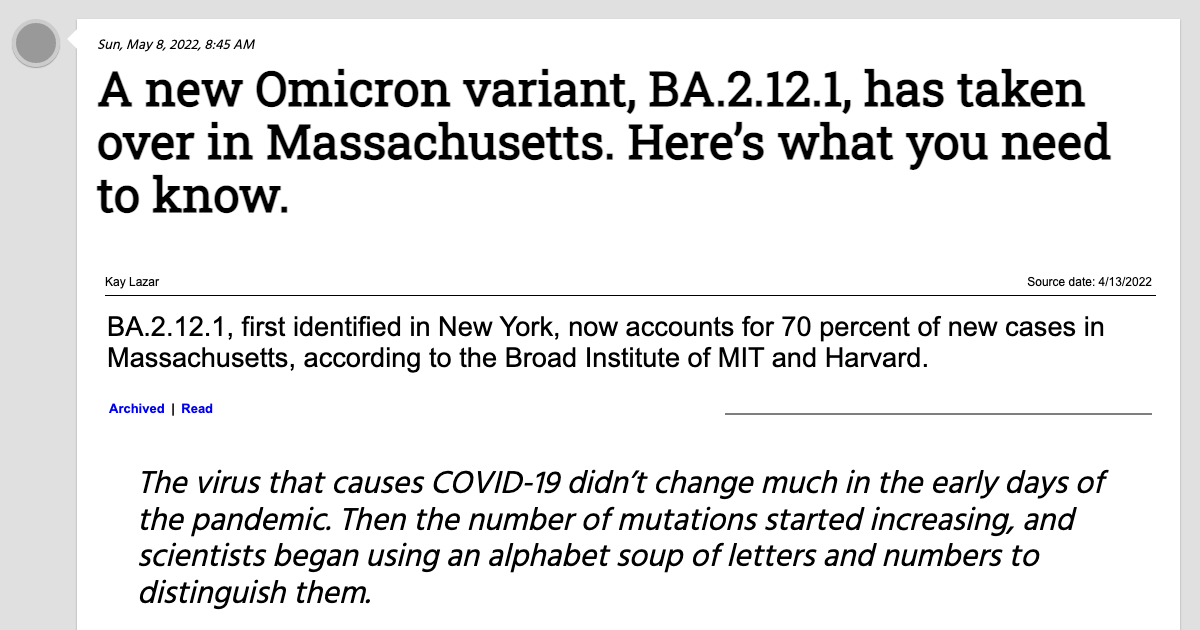 Sun, May 8, 2022, 8:45 AM
A new Omicron variant, BA.2.12.1, has taken
over in Massachusetts. Here’s what you need
to know.
Kay Lazar
Source date: 4/13/2022
BA.2.12.1, first identified in New York, now accounts for 70 percent of new cases in
Massachusetts, according to the Broad Institute of MIT and Harvard.
Archived | Read
The virus that causes COVID-19 didn’t change much in the early days of
the pandemic. Then the number of mutations started increasing, and
scientists began using an alphabet soup of letters and numbers to
distinguish them.